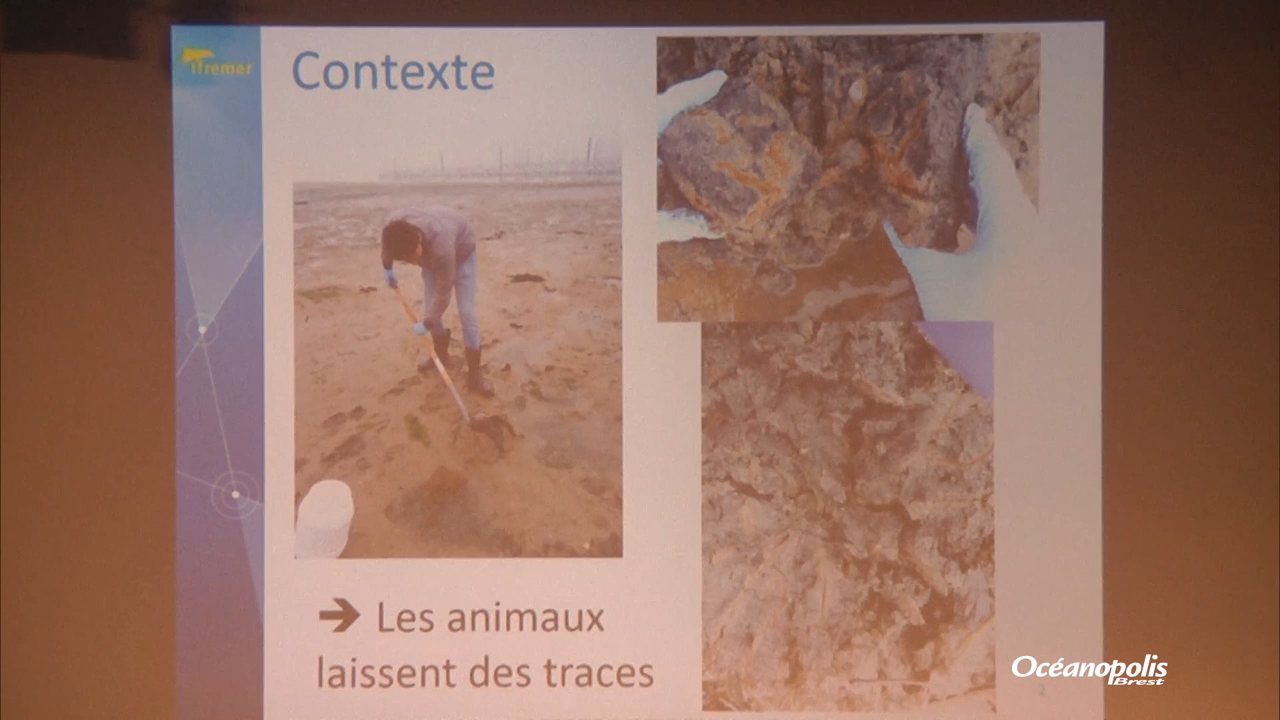 Ifremer
Contexte
➔ Les animaux
laissent des traces
Océanopolis
Brest